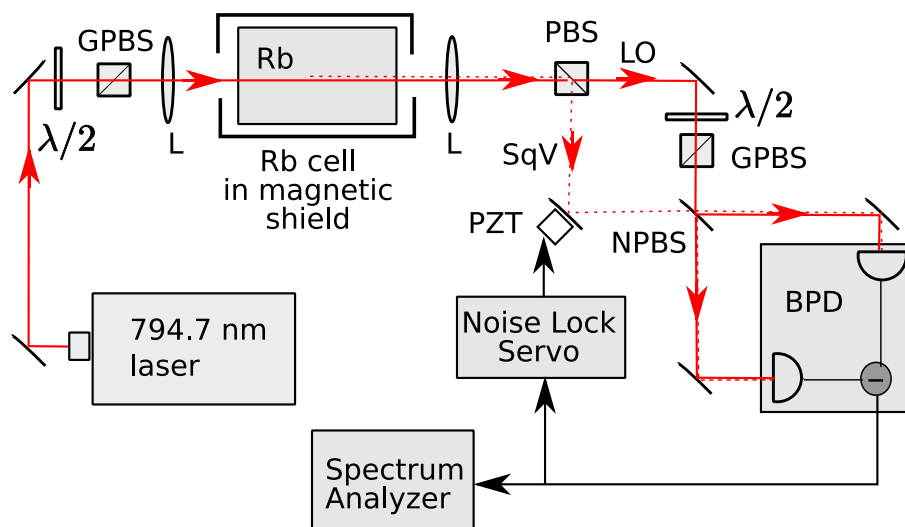 GPBS
λ/2
L
Rb
L
Rb cell
in magnetic
shield
PBS
LO
λ/2
GPBS
SqV
PZT
NPBS
BPD
−
794.7 nm
laser
Noise Lock
Servo
Spectrum
Analyzer